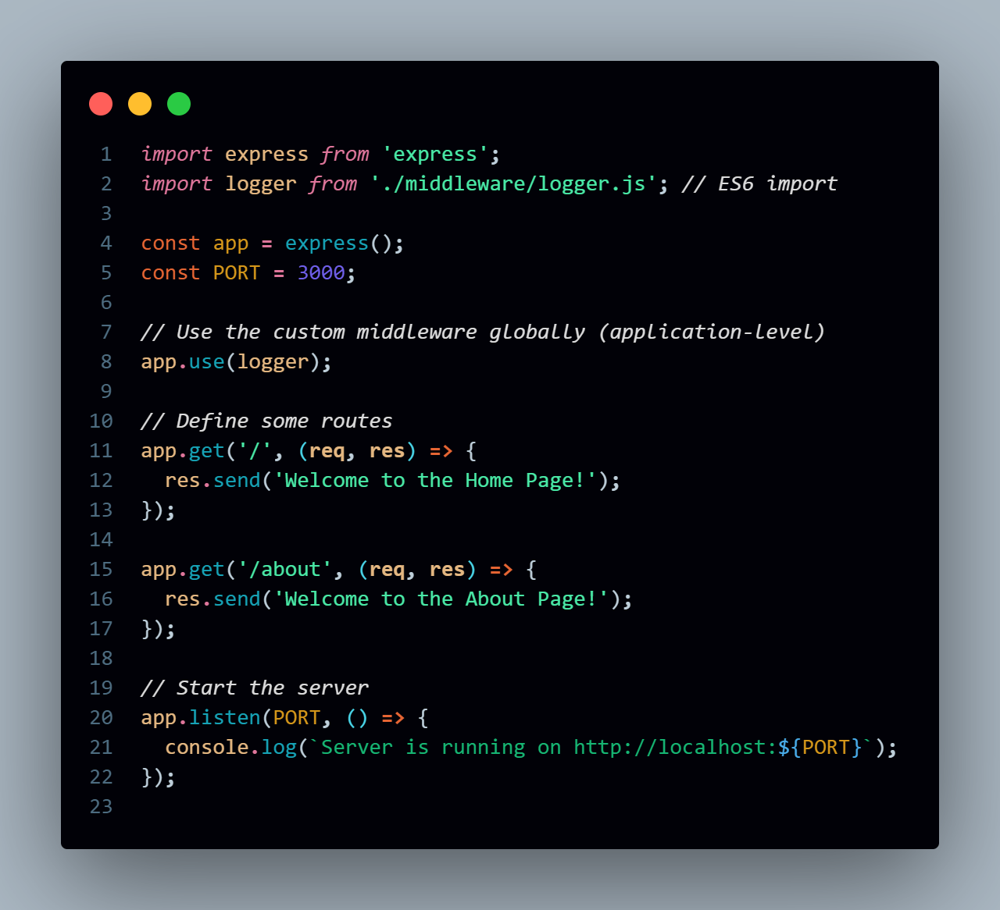 1 import express from 'express';
2 import logger from './middleware/logger.js'; // ES6 import
3
4 const app = express();
5 const PORT = 3000;
6
7 // Use the custom middleware globally (application-level)
8 app.use(logger);
9
10 // Define some routes
11 app.get('/', (req, res) => {
12   res.send('Welcome to the Home Page!');
13 });
14
15 app.get('/about', (req, res) => {
16   res.send('Welcome to the About Page!');
17 });
18
19 // Start the server
20 app.listen(PORT, () => {
21   console.log(`Server is running on http://localhost:${PORT}`);
22 });
23